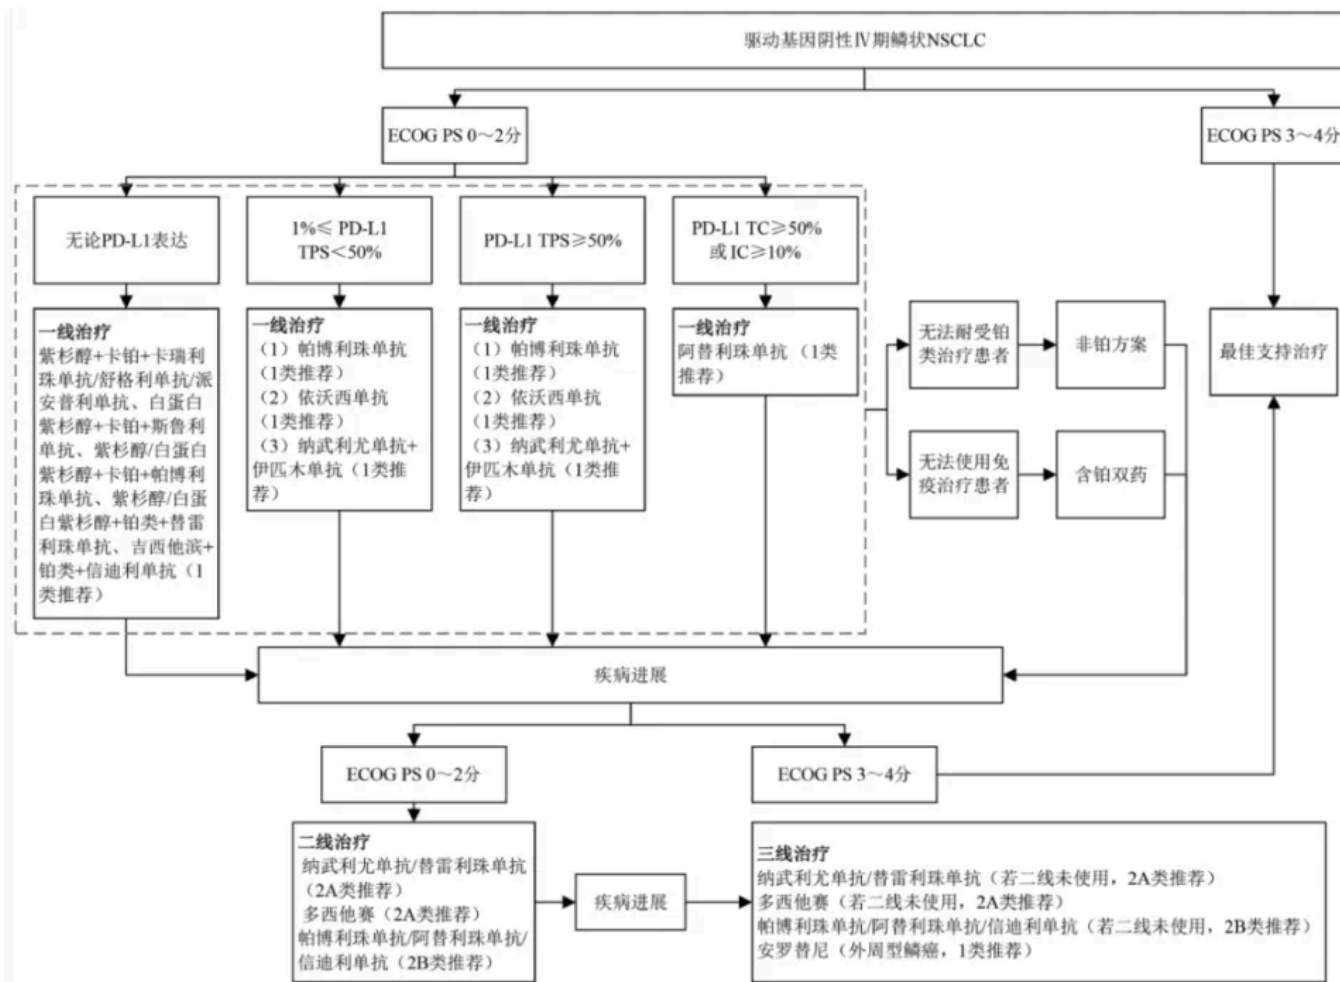 驱动基因阴性Ⅳ期鳞状NSCLC
ECOG PS 0～2分
ECOG PS 3～4分
无论PD-L1表达
1%≤ PD-L1
TPS＜50%
PD-L1 TPS≥50%
PD-L1 TC≥50%
或IC≥10%
一线治疗
紫杉醇+卡铂+卡瑞利
珠单抗/舒格利单抗/派
安普利单抗、白蛋白
紫杉醇+卡铂+斯鲁利
单抗、紫杉醇/白蛋白
紫杉醇+卡铂+帕博利
珠单抗、紫杉醇/白蛋
白紫杉醇+铂类+替雷
利珠单抗、吉西他滨+
铂类+信迪利单抗（1
类推荐）
一线治疗
（1）帕博利珠单抗
（1类推荐）
（2）依沃西单抗
（1类推荐）
（3）纳武利尤单抗+
伊匹木单抗（1类推
荐）
一线治疗
（1）帕博利珠单抗
（1类推荐）
（2）依沃西单抗
（1类推荐）
（3）纳武利尤单抗+
伊匹木单抗（1类推
荐）
一线治疗
阿替利珠单抗（1类
推荐）
无法耐受铂
类治疗患者
非铂方案
最佳支持治疗
无法使用免
疫治疗患者
含铂双药
疾病进展
ECOG PS 0～2分
ECOG PS 3～4分
二线治疗
纳武利尤单抗/替雷利珠单抗
（2A类推荐）
多西他赛（2A类推荐）
帕博利珠单抗/阿替利珠单抗/
信迪利单抗（2B类推荐）
疾病进展
三线治疗
纳武利尤单抗/替雷利珠单抗（若二线未使用，2A类推荐）
多西他赛（若二线未使用，2A类推荐）
帕博利珠单抗/阿替利珠单抗/信迪利单抗（若二线未使用，2B类推荐）
安罗替尼（外周型鳞癌，1类推荐）